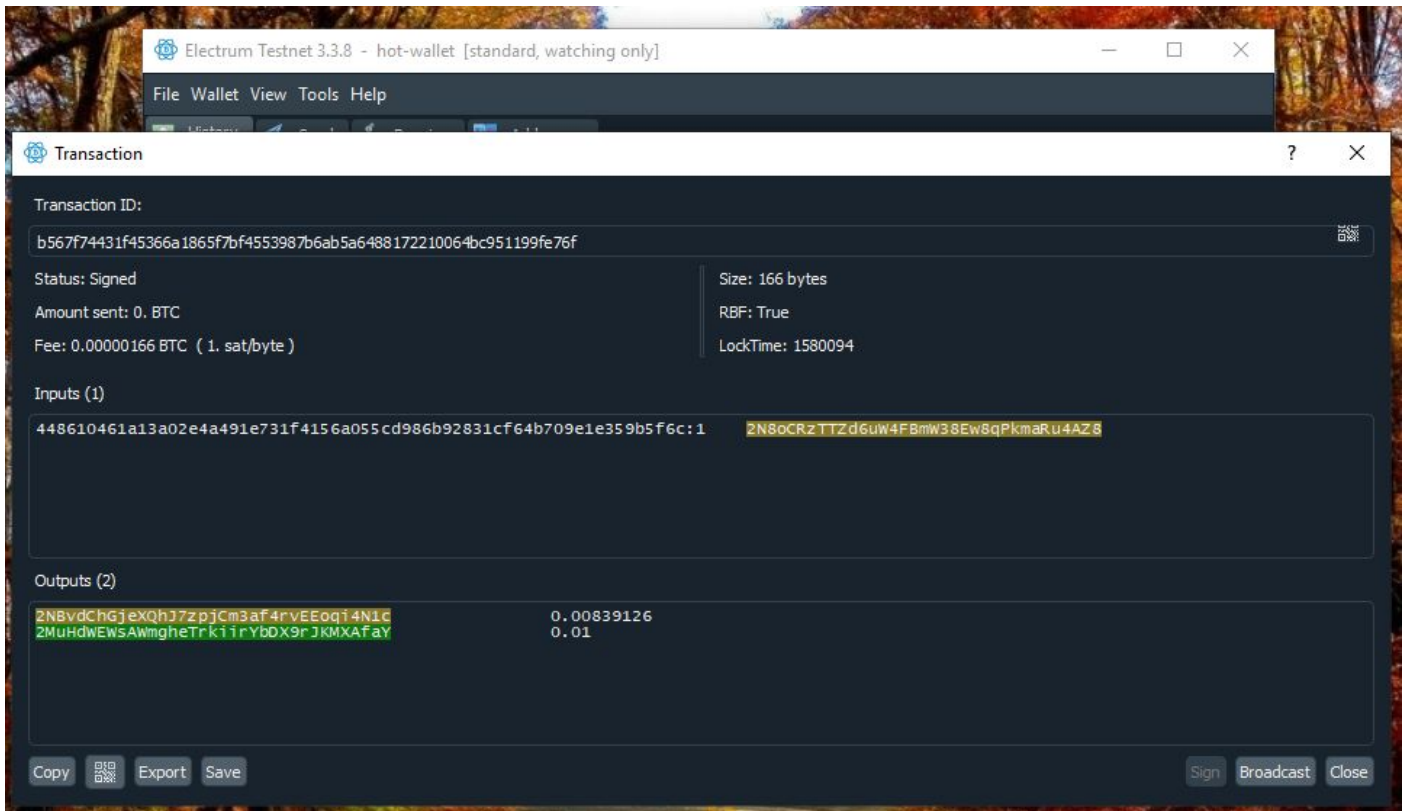 Electrum Testnet 3.3.8 - hot-wallet [standard, watching only]
File Wallet View Tools Help
History
Transaction
?
Transaction ID:
b567f74431f45366a1865f7bf4553987b6ab5a6488172210064bc951199fe76f
Status: Signed
Size: 166 bytes
Amount sent: 0. BTC
RBF: True
Fee: 0.00000166 BTC ( 1. sat/byte )
LockTime: 1580094
Inputs (1)
448610461a13a02e4a491e731f4156a055cd986b92831cf64b709e1e359b5f6c:1 2N8oCRzTTZd6uW4FBmW38Ew8qPkmaRu4AZ8
Outputs (2)
2NBvdChGjeXQhJ7zpjCm3af4rvEEoqi4N1c 0.00839126
2MuHdWEWsAWmgheTrkiirYbDX9rJKMXAfaY 0.01
Copy Export Save Sign Broadcast Close